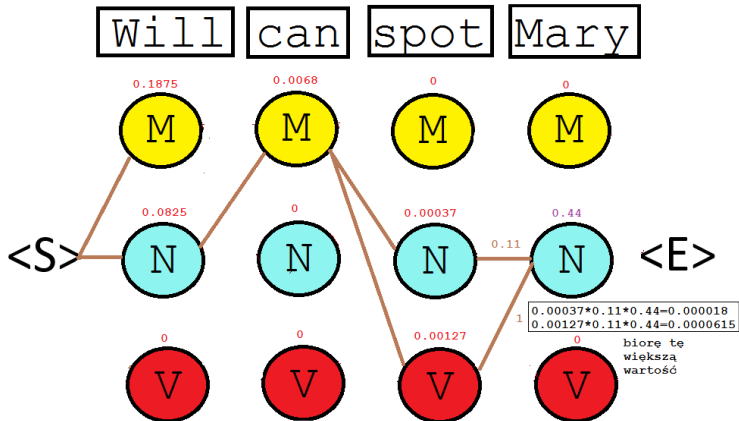 Will can spot Mary
0.1875 0.0068 0 0
M M M M
0.0825 0 0.00037 0.44
<S> N N N 0.11 N <E>
0.00037*0.11*0.44=0.000018
0.00127*0.11*0.44=0.0000615
1
0 0 0.00127 0
biorę tę
większą
wartość
V V V V